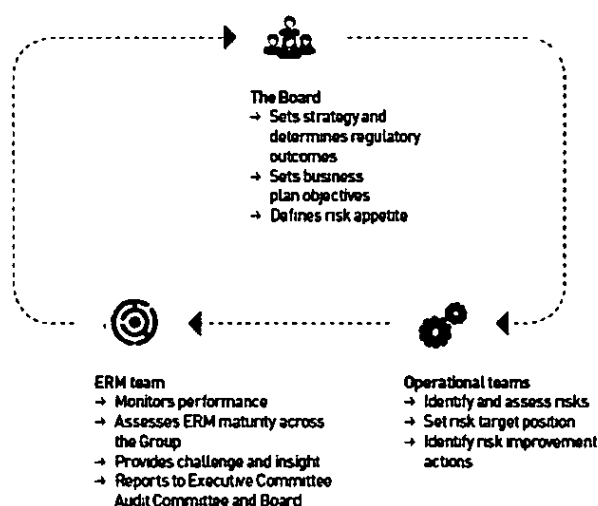 The Board
→ Sets strategy and
determines regulatory
outcomes
→ Sets business
plan objectives
→ Defines risk appetite
ERM team
→ Monitors performance
→ Assesses ERM maturity across
the Group
→ Provides challenge and insight
→ Reports to Executive Committee
Audit Committee and Board
Operational teams
→ Identify and assess risks
→ Set risk target position
→ Identify risk improvement
actions